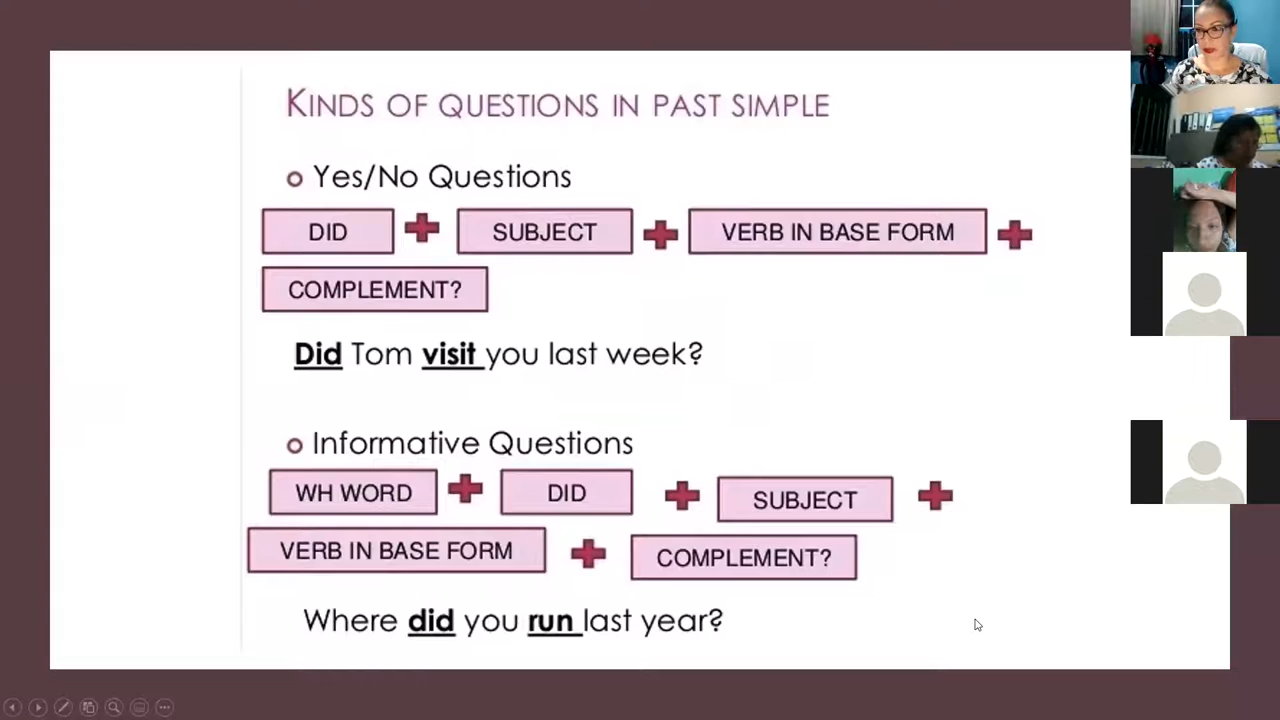 KINDS OF QUESTIONS IN PAST SIMPLE
Yes/No Questions
DID SUBJECT VERB IN BASE FORM
COMPLEMENT?
Did Tom visit you last week?
Informative Questions
WH WORD DID SUBJECT
VERB IN BASE FORM COMPLEMENT?
Where did you run last year?